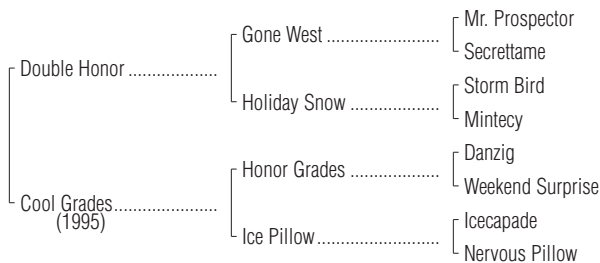 Mr. Prospector
Gone West ......................
Secrettame
Double Honor .................
Storm Bird
Holiday Snow .................
Mintecy
Danzig
Honor Grades .................
Weekend Surprise
Cool Grades....................
(1995)
Icecapade
Ice Pillow.......................
Nervous Pillow